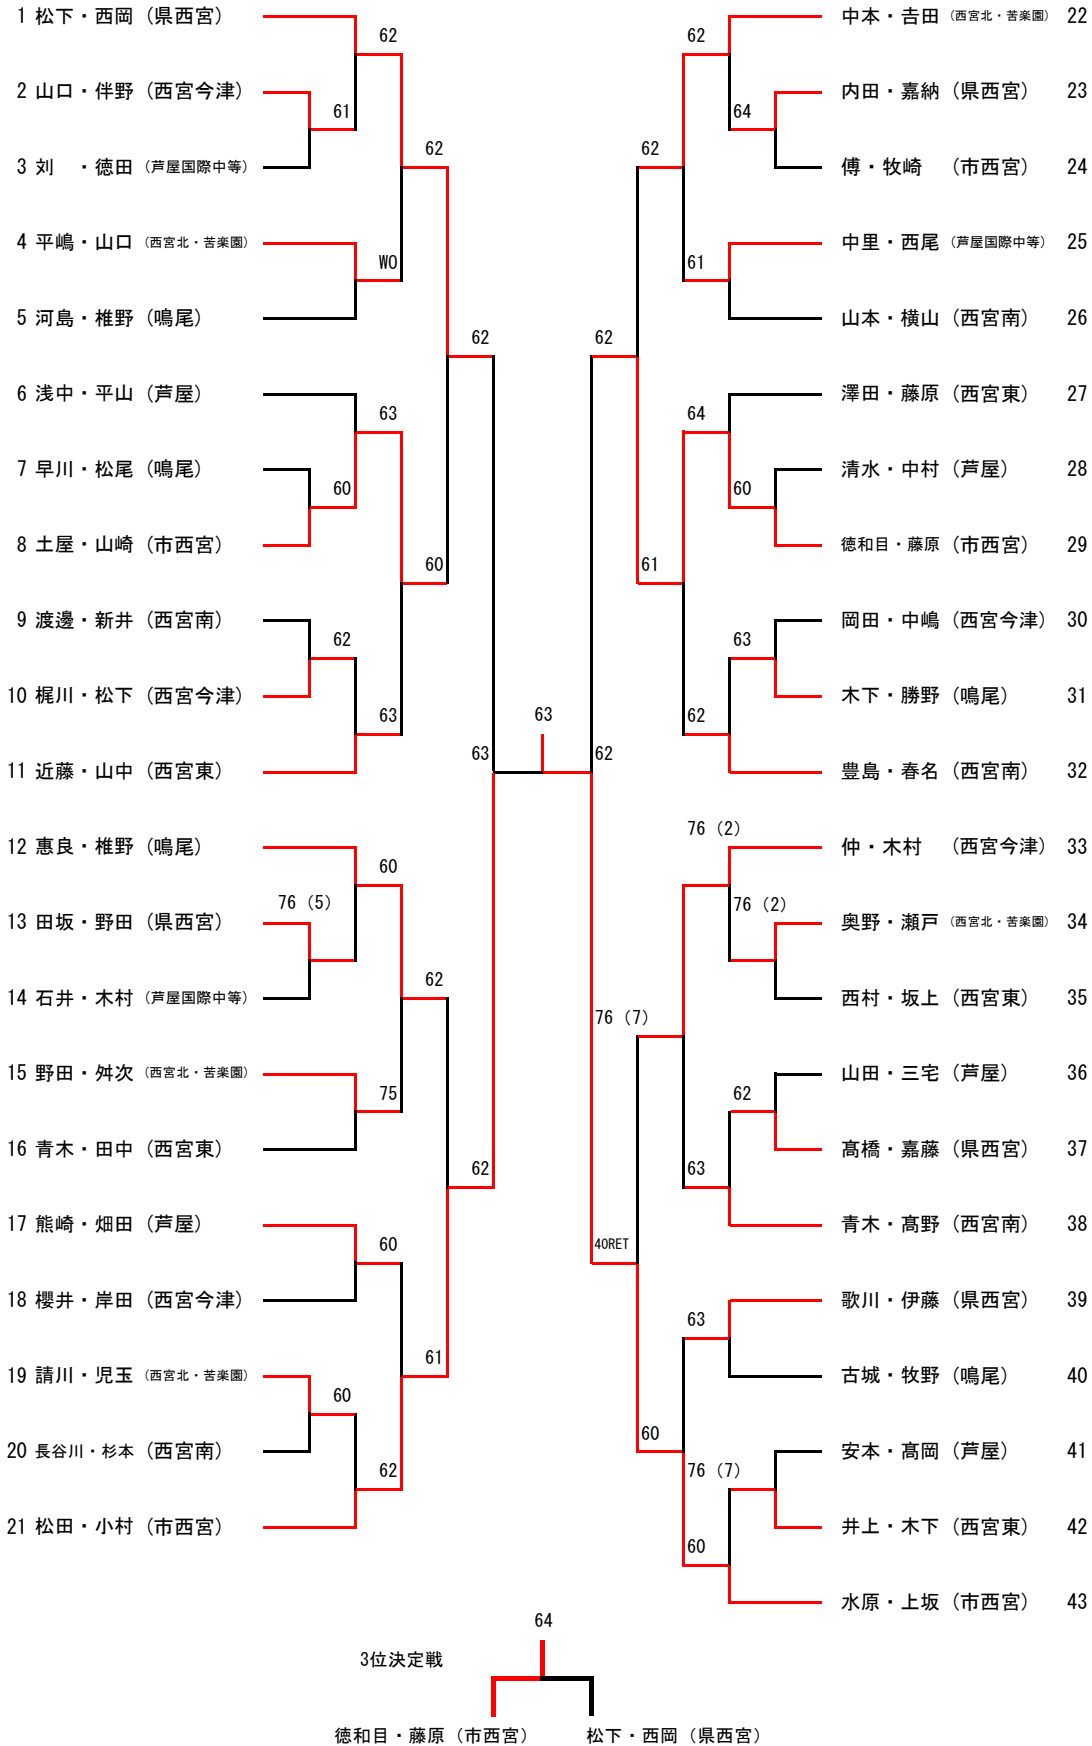 1 松下・西岡（県西宮）
62
2 山口・伴野（西宮今津）
61
3 刘　・徳田（芦屋国際中等）
62
4 平嶋・山口（西宮北・苦楽園）
WO
5 河島・椎野（鳴尾）
62
6 浅中・平山（芦屋）
63
7 早川・松尾（鳴尾）
60
8 土屋・山崎（市西宮）
60
9 渡邊・新井（西宮南）
62
10 梶川・松下（西宮今津）
63
11 近藤・山中（西宮東）
63
12 惠良・椎野（鳴尾）
60
13 田坂・野田（県西宮）
76（5）
14 石井・木村（芦屋国際中等）
62
15 野田・舛次（西宮北・苦楽園）
75
16 青木・田中（西宮東）
62
17 熊崎・畑田（芦屋）
60
18 櫻井・岸田（西宮今津）
61
19 請川・児玉（西宮北・苦楽園）
60
20 長谷川・杉本（西宮南）
62
21 松田・小村（市西宮）
63
中本・𠮷田（西宮北・苦楽園） 22
62
内田・嘉納（県西宮） 23
64
傅・牧崎　（市西宮） 24
62
中里・西尾（芦屋国際中等） 25
61
山本・横山（西宮南） 26
62
澤田・藤原（西宮東） 27
64
清水・中村（芦屋） 28
60
徳和目・藤原（市西宮） 29
61
岡田・中嶋（西宮今津） 30
63
木下・勝野（鳴尾） 31
62
豊島・春名（西宮南） 32
62
仲・木村　（西宮今津） 33
76（2）
奥野・瀬戸（西宮北・苦楽園） 34
76（2）
西村・坂上（西宮東） 35
76（7）
山田・三宅（芦屋） 36
62
髙橋・嘉藤（県西宮） 37
63
青木・髙野（西宮南） 38
40RET
歌川・伊藤（県西宮） 39
63
古城・牧野（鳴尾） 40
60
安本・髙岡（芦屋） 41
76（7）
井上・木下（西宮東） 42
60
水原・上坂（市西宮） 43
64
3位決定戦
徳和目・藤原（市西宮）
松下・西岡（県西宮）